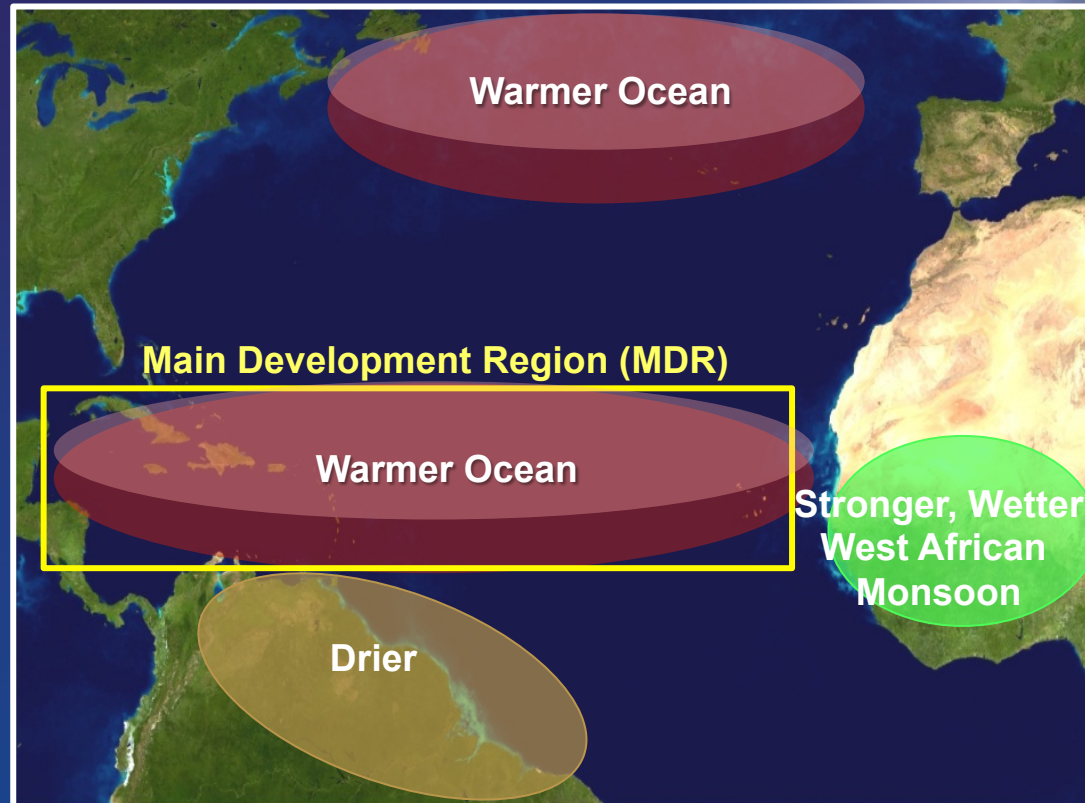 Warmer Ocean
Main Development Region (MDR)
Warmer Ocean
Stronger, Wetter
West African
Monsoon
Drier